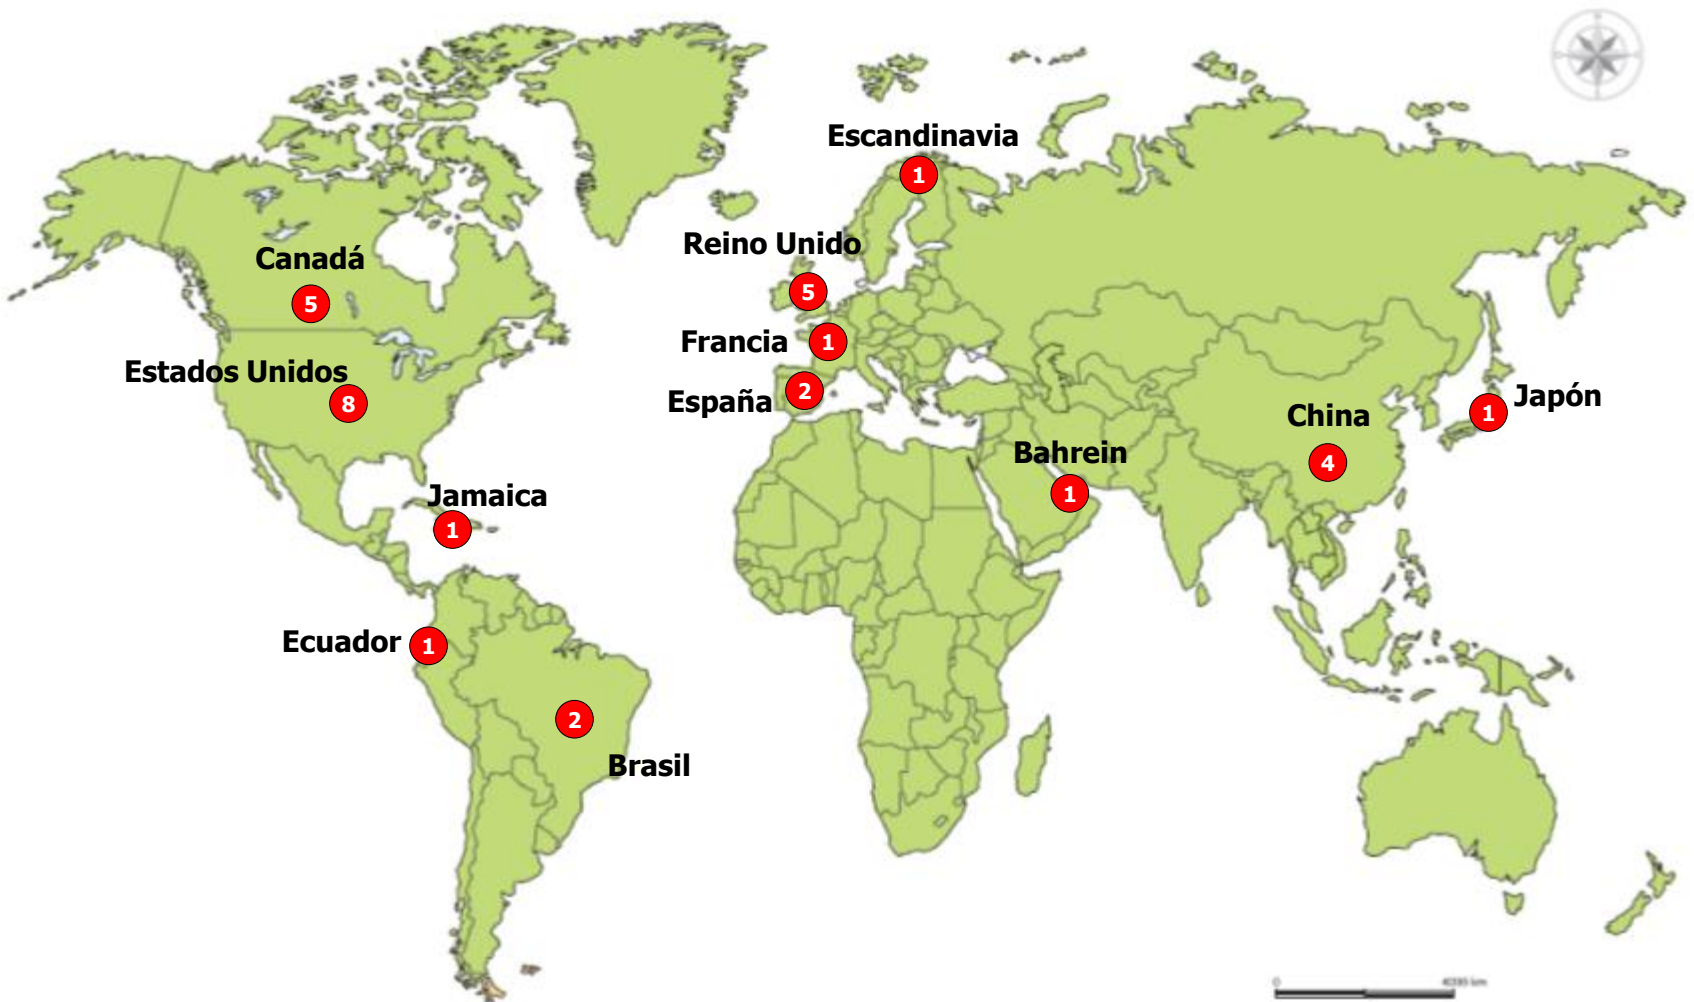 Escandinavia
1
Reino Unido
5
Canadá
5
Francia
1
Estados Unidos
8
España
2
Japón
1
China
4
Bahrein
1
Jamaica
1
Ecuador
1
2
Brasil
0